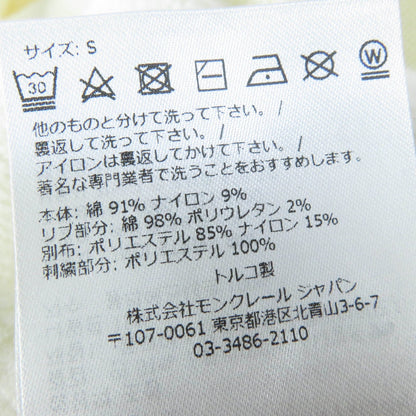 サイズ: S
30
W
他のものと分けて洗って下さい。/
裏返して洗って下さい。/
アイロンは裏返してかけて下さい。/
著名な専門業者で洗うことをおすすめします。
本体: 綿 91% ナイロン 9%
リブ部分: 綿 98% ポリウレタン 2%
別布: ポリエステル 85% ナイロン 15%
刺繍部分: ポリエステル 100%
トルコ製
株式会社モンクレール ジャパン
〒107-0061 東京都港区北青山3-6-7
03-3486-2110